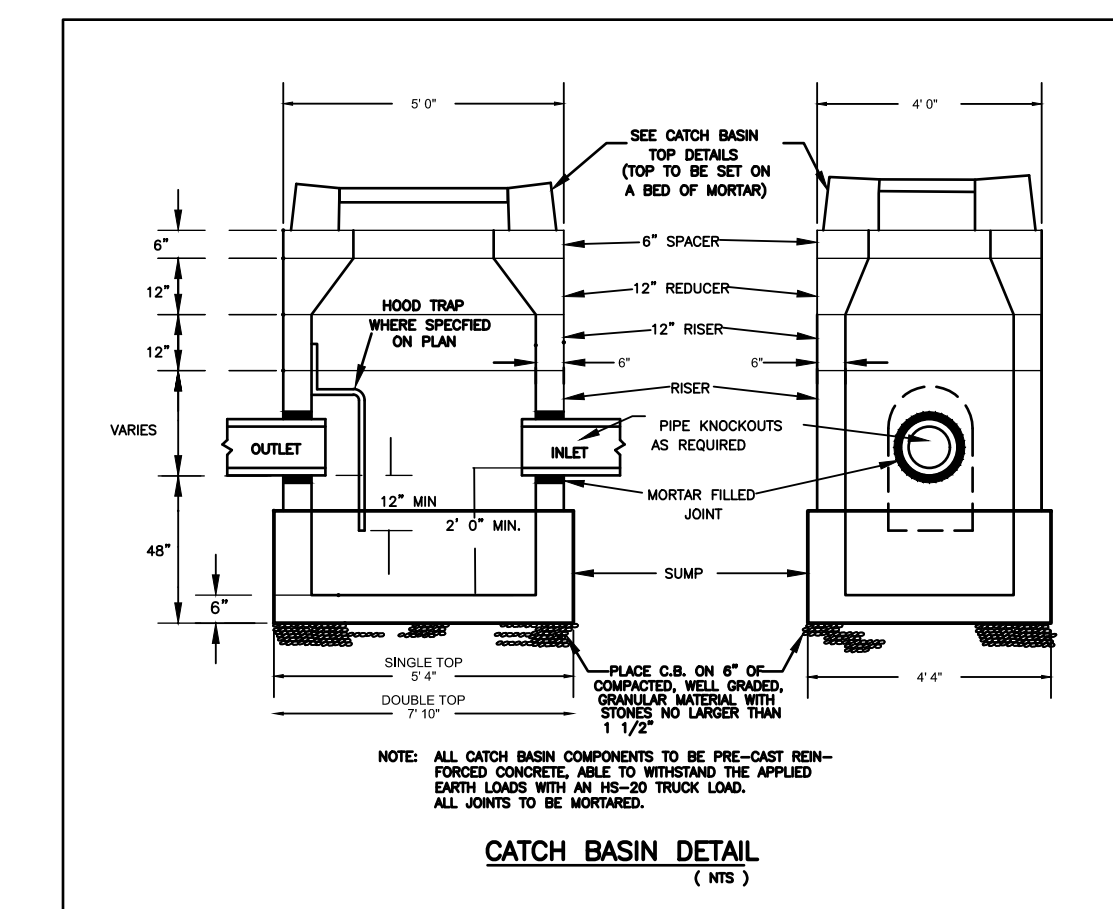 5' 0"
4' 0"
SEE CATCH BASIN
TOP DETAILS
(TOP TO BE SET ON
A BED OF MORTAR)
6"
6" SPACER
12"
12" REDUCER
HOOD TRAP
WHERE SPECFIED
ON PLAN
12"
12" RISER
6"
6"
RISER
VARIES
OUTLET
INLET
PIPE KNOCKOUTS
AS REQUIRED
12" MIN
2' 0" MIN.
MORTAR FILLED
JOINT
48"
SUMP
6"
SINGLE TOP
5' 4"
DOUBLE TOP
7' 10"
PLACE C.B. ON 6" OF
COMPACTED, WELL GRADED,
GRANULAR MATERIAL WITH
STONES NO LARGER THAN
1 1/2"
4' 4"
NOTE: ALL CATCH BASIN COMPONENTS TO BE PRE-CAST REIN-
FORCED CONCRETE, ABLE TO WITHSTAND THE APPLIED
EARTH LOADS WITH AN HS-20 TRUCK LOAD.
ALL JOINTS TO BE MORTARED.
CATCH BASIN DETAIL
( NTS )